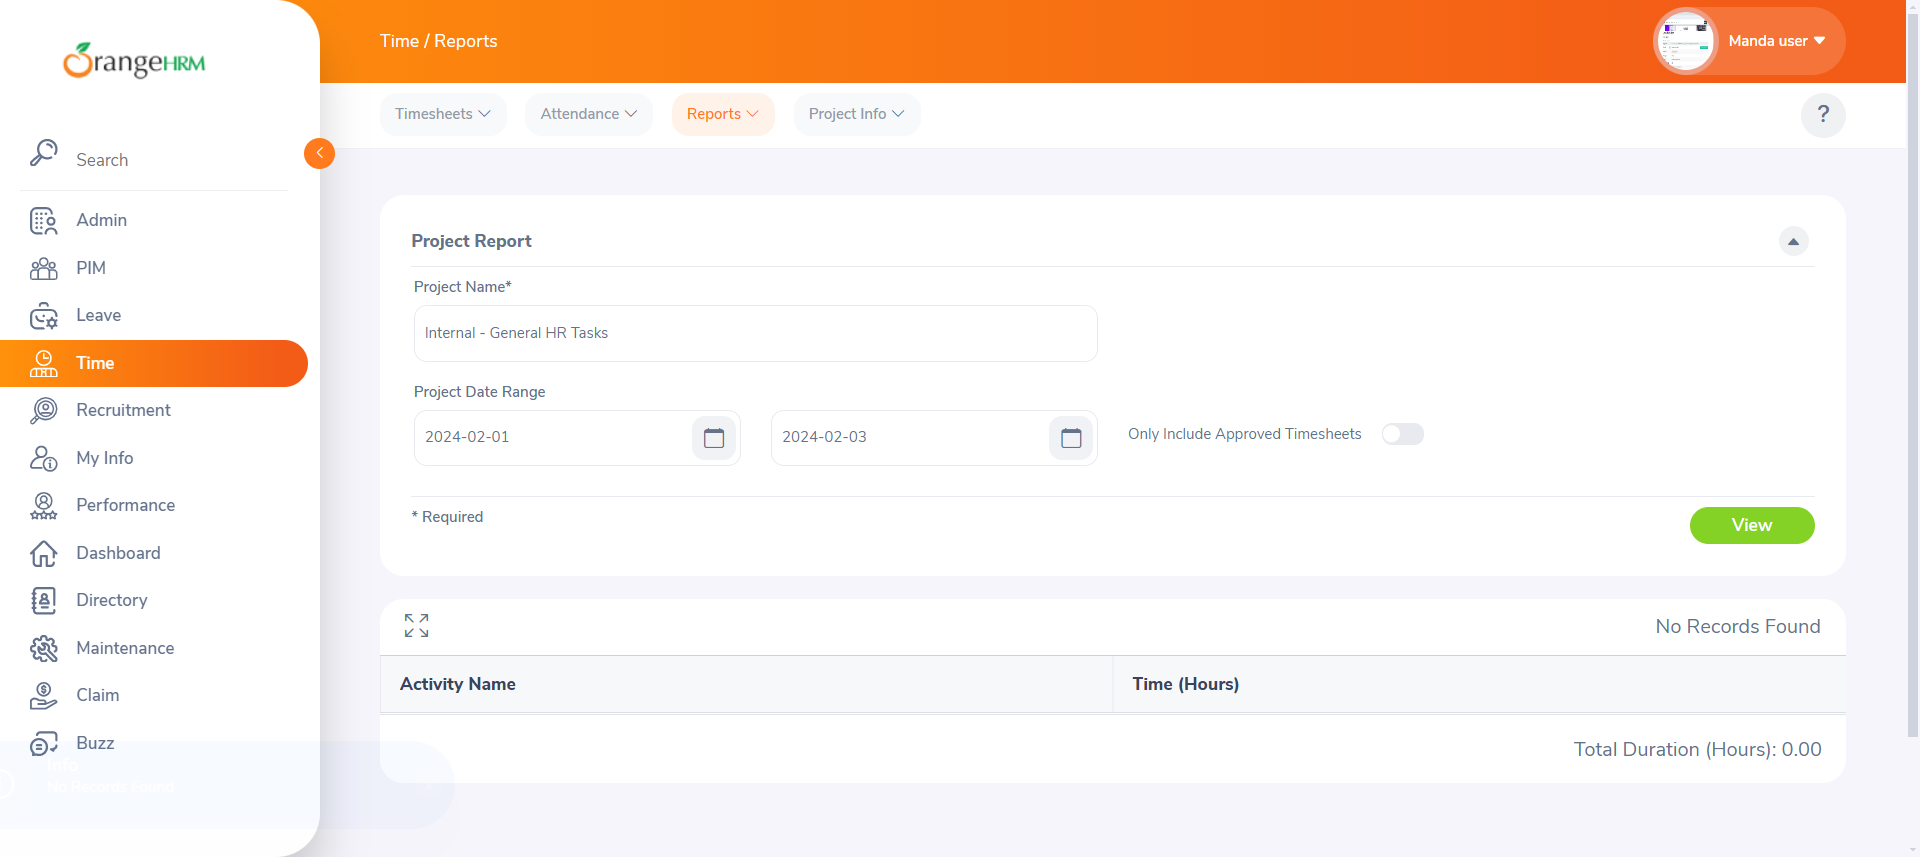 OrangeHRM
Time / Reports
Manda user
Timesheets
Attendance
Reports
Project Info
?
Search
Admin
PIM
Leave
Time
Recruitment
My Info
Performance
Dashboard
Directory
Maintenance
Claim
Buzz
Info
No Records Found
Project Report
Project Name*
Internal - General HR Tasks
Project Date Range
2024-02-01
2024-02-03
Only Include Approved Timesheets
* Required
View
No Records Found
Activity Name
Time (Hours)
Total Duration (Hours): 0.00